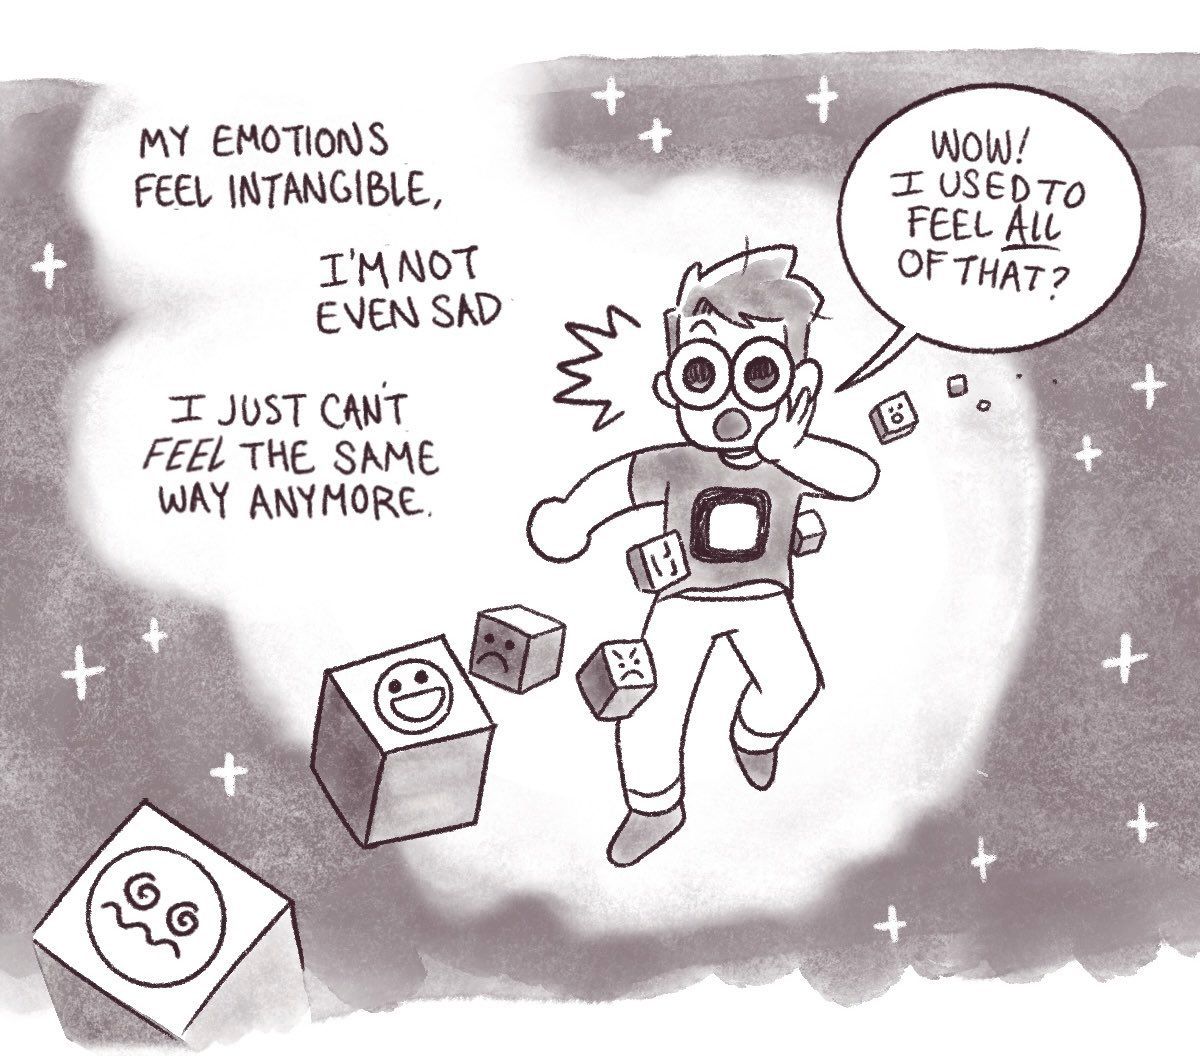 MY EMOTIONS
FEEL INTANGIBLE,
I'M NOT
EVEN SAD
I JUST CAN'T
FEEL THE SAME
WAY ANYMORE.
WOW!
I USED TO
FEEL ALL
OF THAT?